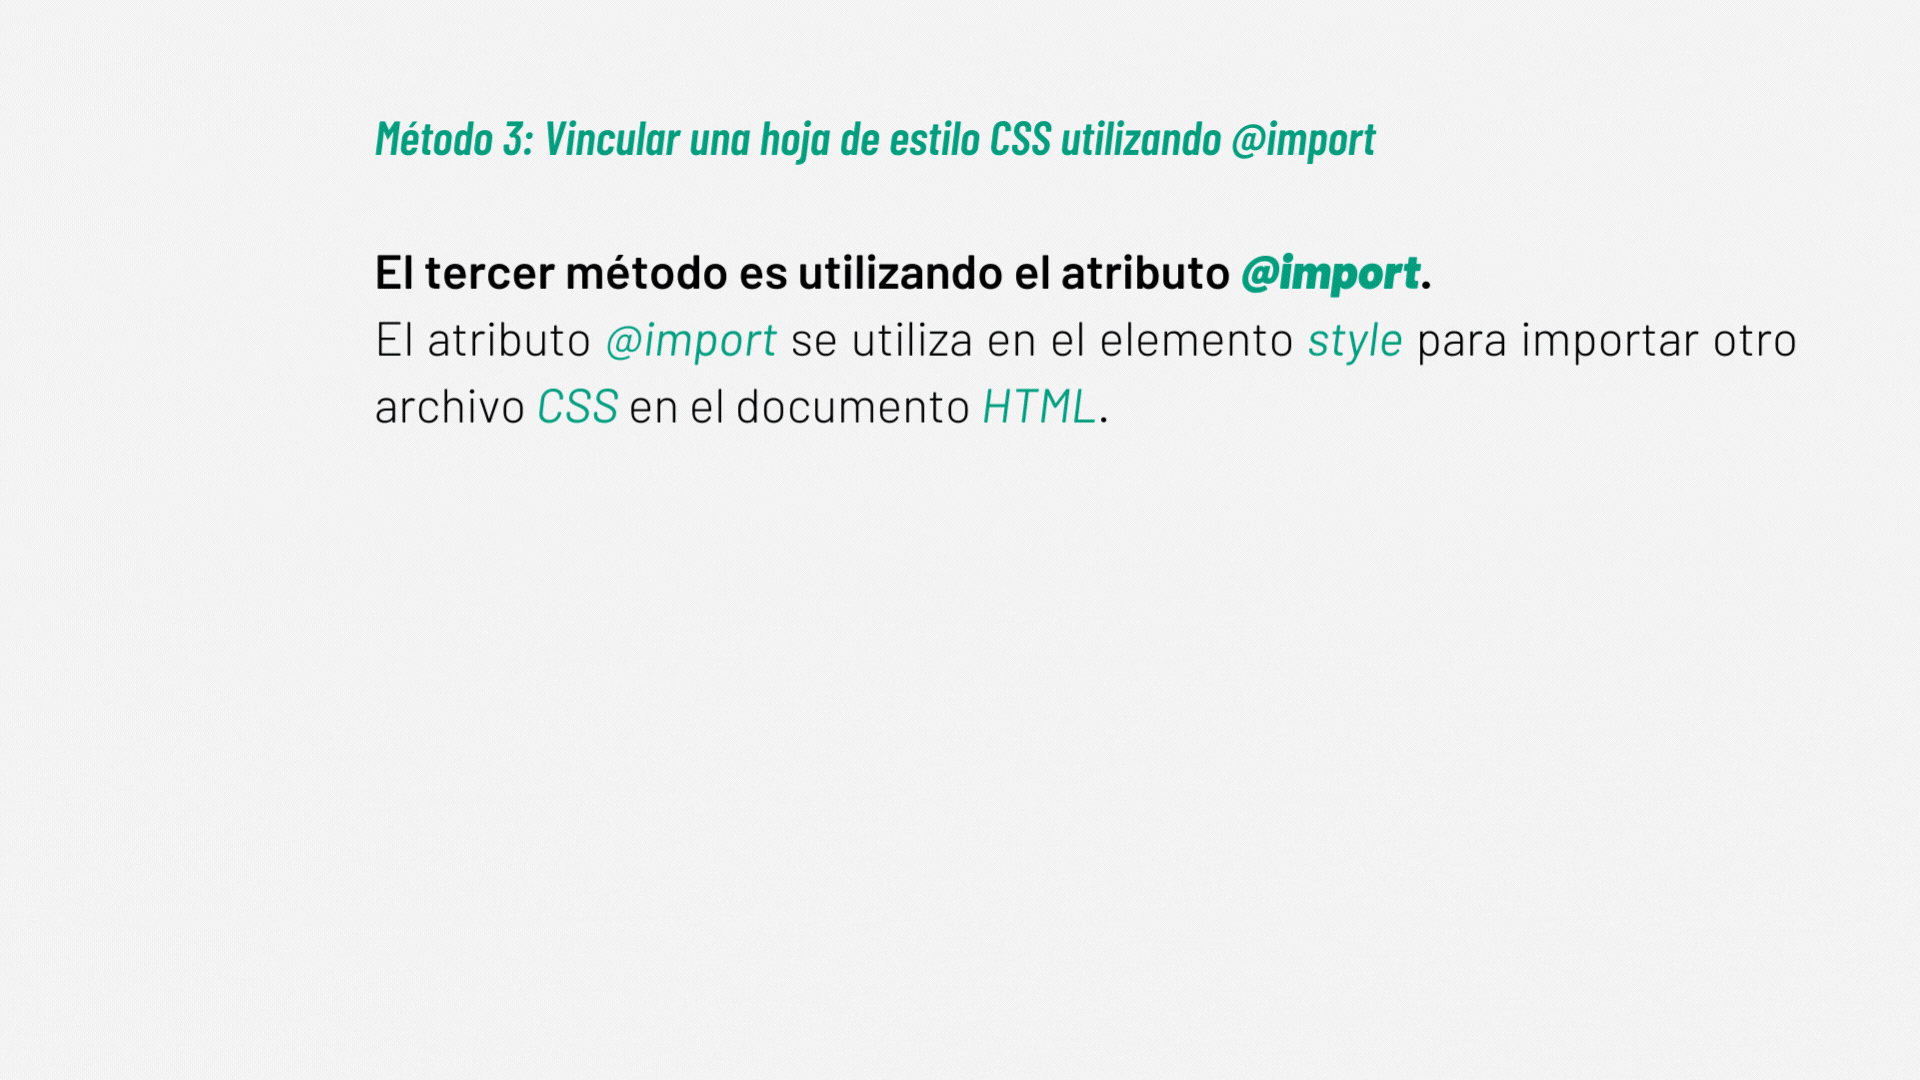 Método 3: Vincular una hoja de estilo CSS utilizando @import
El tercer método es utilizando el atributo @import.
El atributo @import se utiliza en el elemento style para importar otro
archivo CSS en el documento HTML.